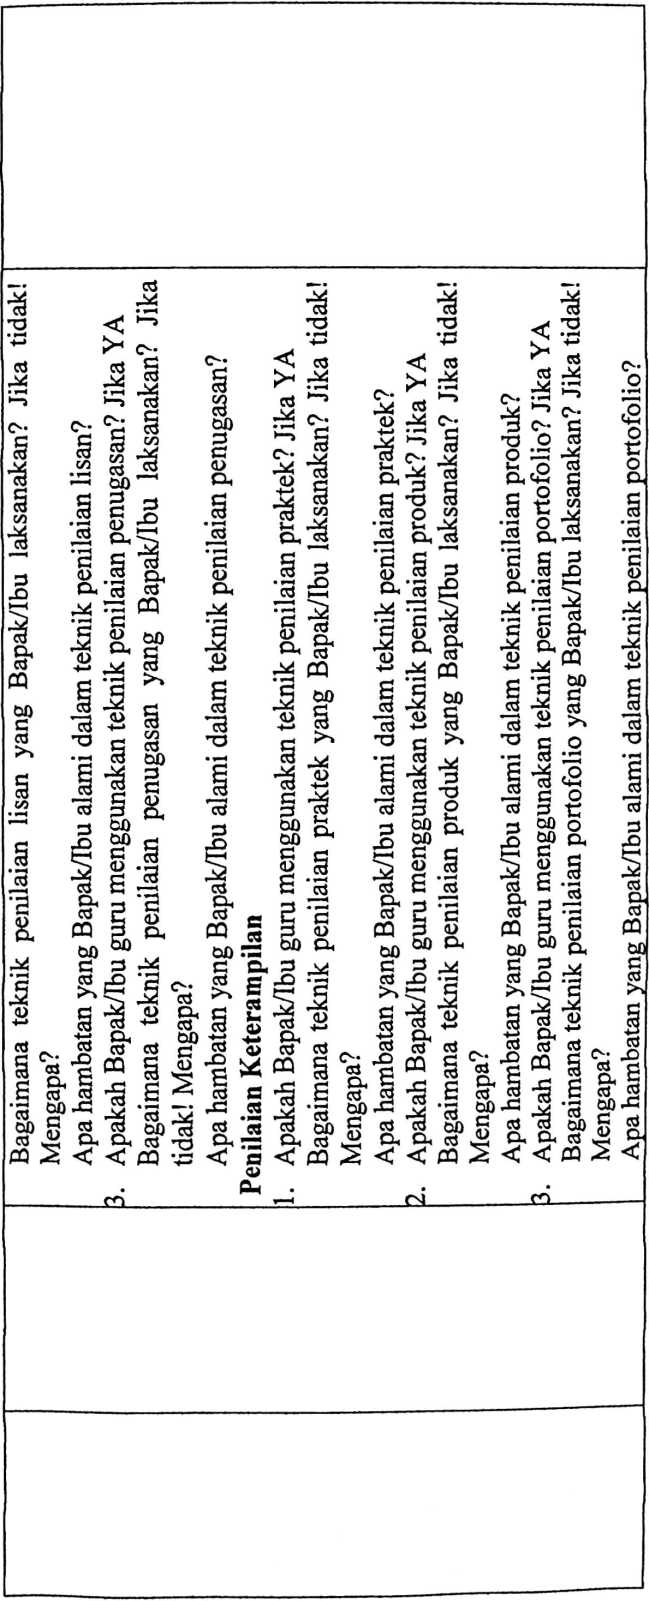 Bagaimana teknik penilaian lisan yang Bapak/Ibu laksanakan? Jika tidak!
Mengapa?
Apa hambatan yang Bapak/Ibu alami dalam teknik penilaian lisan?
3. Apakah Bapak/Ibu guru menggunakan teknik penilaian penugasan? Jika YA
Bagaimana teknik penilaian penugasan yang Bapak/Ibu laksanakan? Jika
tidak! Mengapa?
Apa hambatan yang Bapak/Ibu alami dalam teknik penilaian penugasan?
Penilaian Keterampilan
1. Apakah Bapak/Ibu guru menggunakan teknik penilaian praktek? Jika YA
Bagaimana teknik penilaian praktek yang Bapak/Ibu laksanakan? Jika tidak!
Mengapa?
Apa hambatan yang Bapak/Ibu alami dalam teknik penilaian praktek?
2. Apakah Bapak/Ibu guru menggunakan teknik penilaian produk? Jika YA
Bagaimana teknik penilaian produk yang Bapak/Ibu laksanakan? Jika tidak!
Mengapa?
Apa hambatan yang Bapak/Ibu alami dalam teknik penilaian produk?
3. Apakah Bapak/Ibu guru menggunakan teknik penilaian portofolio? Jika YA
Bagaimana teknik penilaian portofolio yang Bapak/Ibu laksanakan? Jika tidak!
Mengapa?
Apa hambatan yang Bapak/Ibu alami dalam teknik penilaian portofolio?